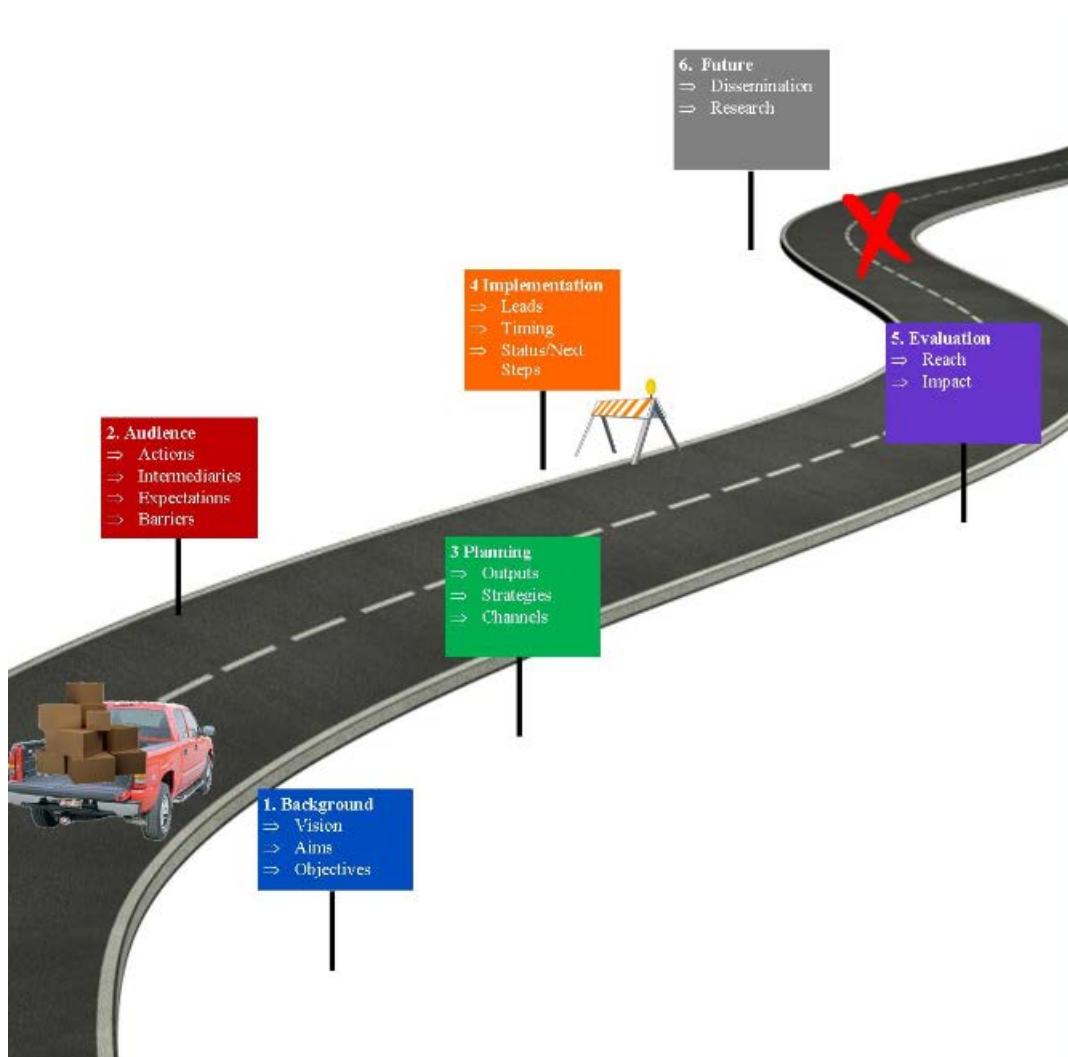 1. Background
⇒ Vision
⇒ Aims
⇒ Objectives
2. Audience
⇒ Actions
⇒ Intermediaries
⇒ Expectations
⇒ Barriers
3 Planning
⇒ Outputs
⇒ Strategies
⇒ Channels
4 Implementation
⇒ Leads
⇒ Timing
⇒ Status/Next
Steps
5. Evaluation
⇒ Reach
⇒ Impact
6. Future
⇒ Dissemination
⇒ Research